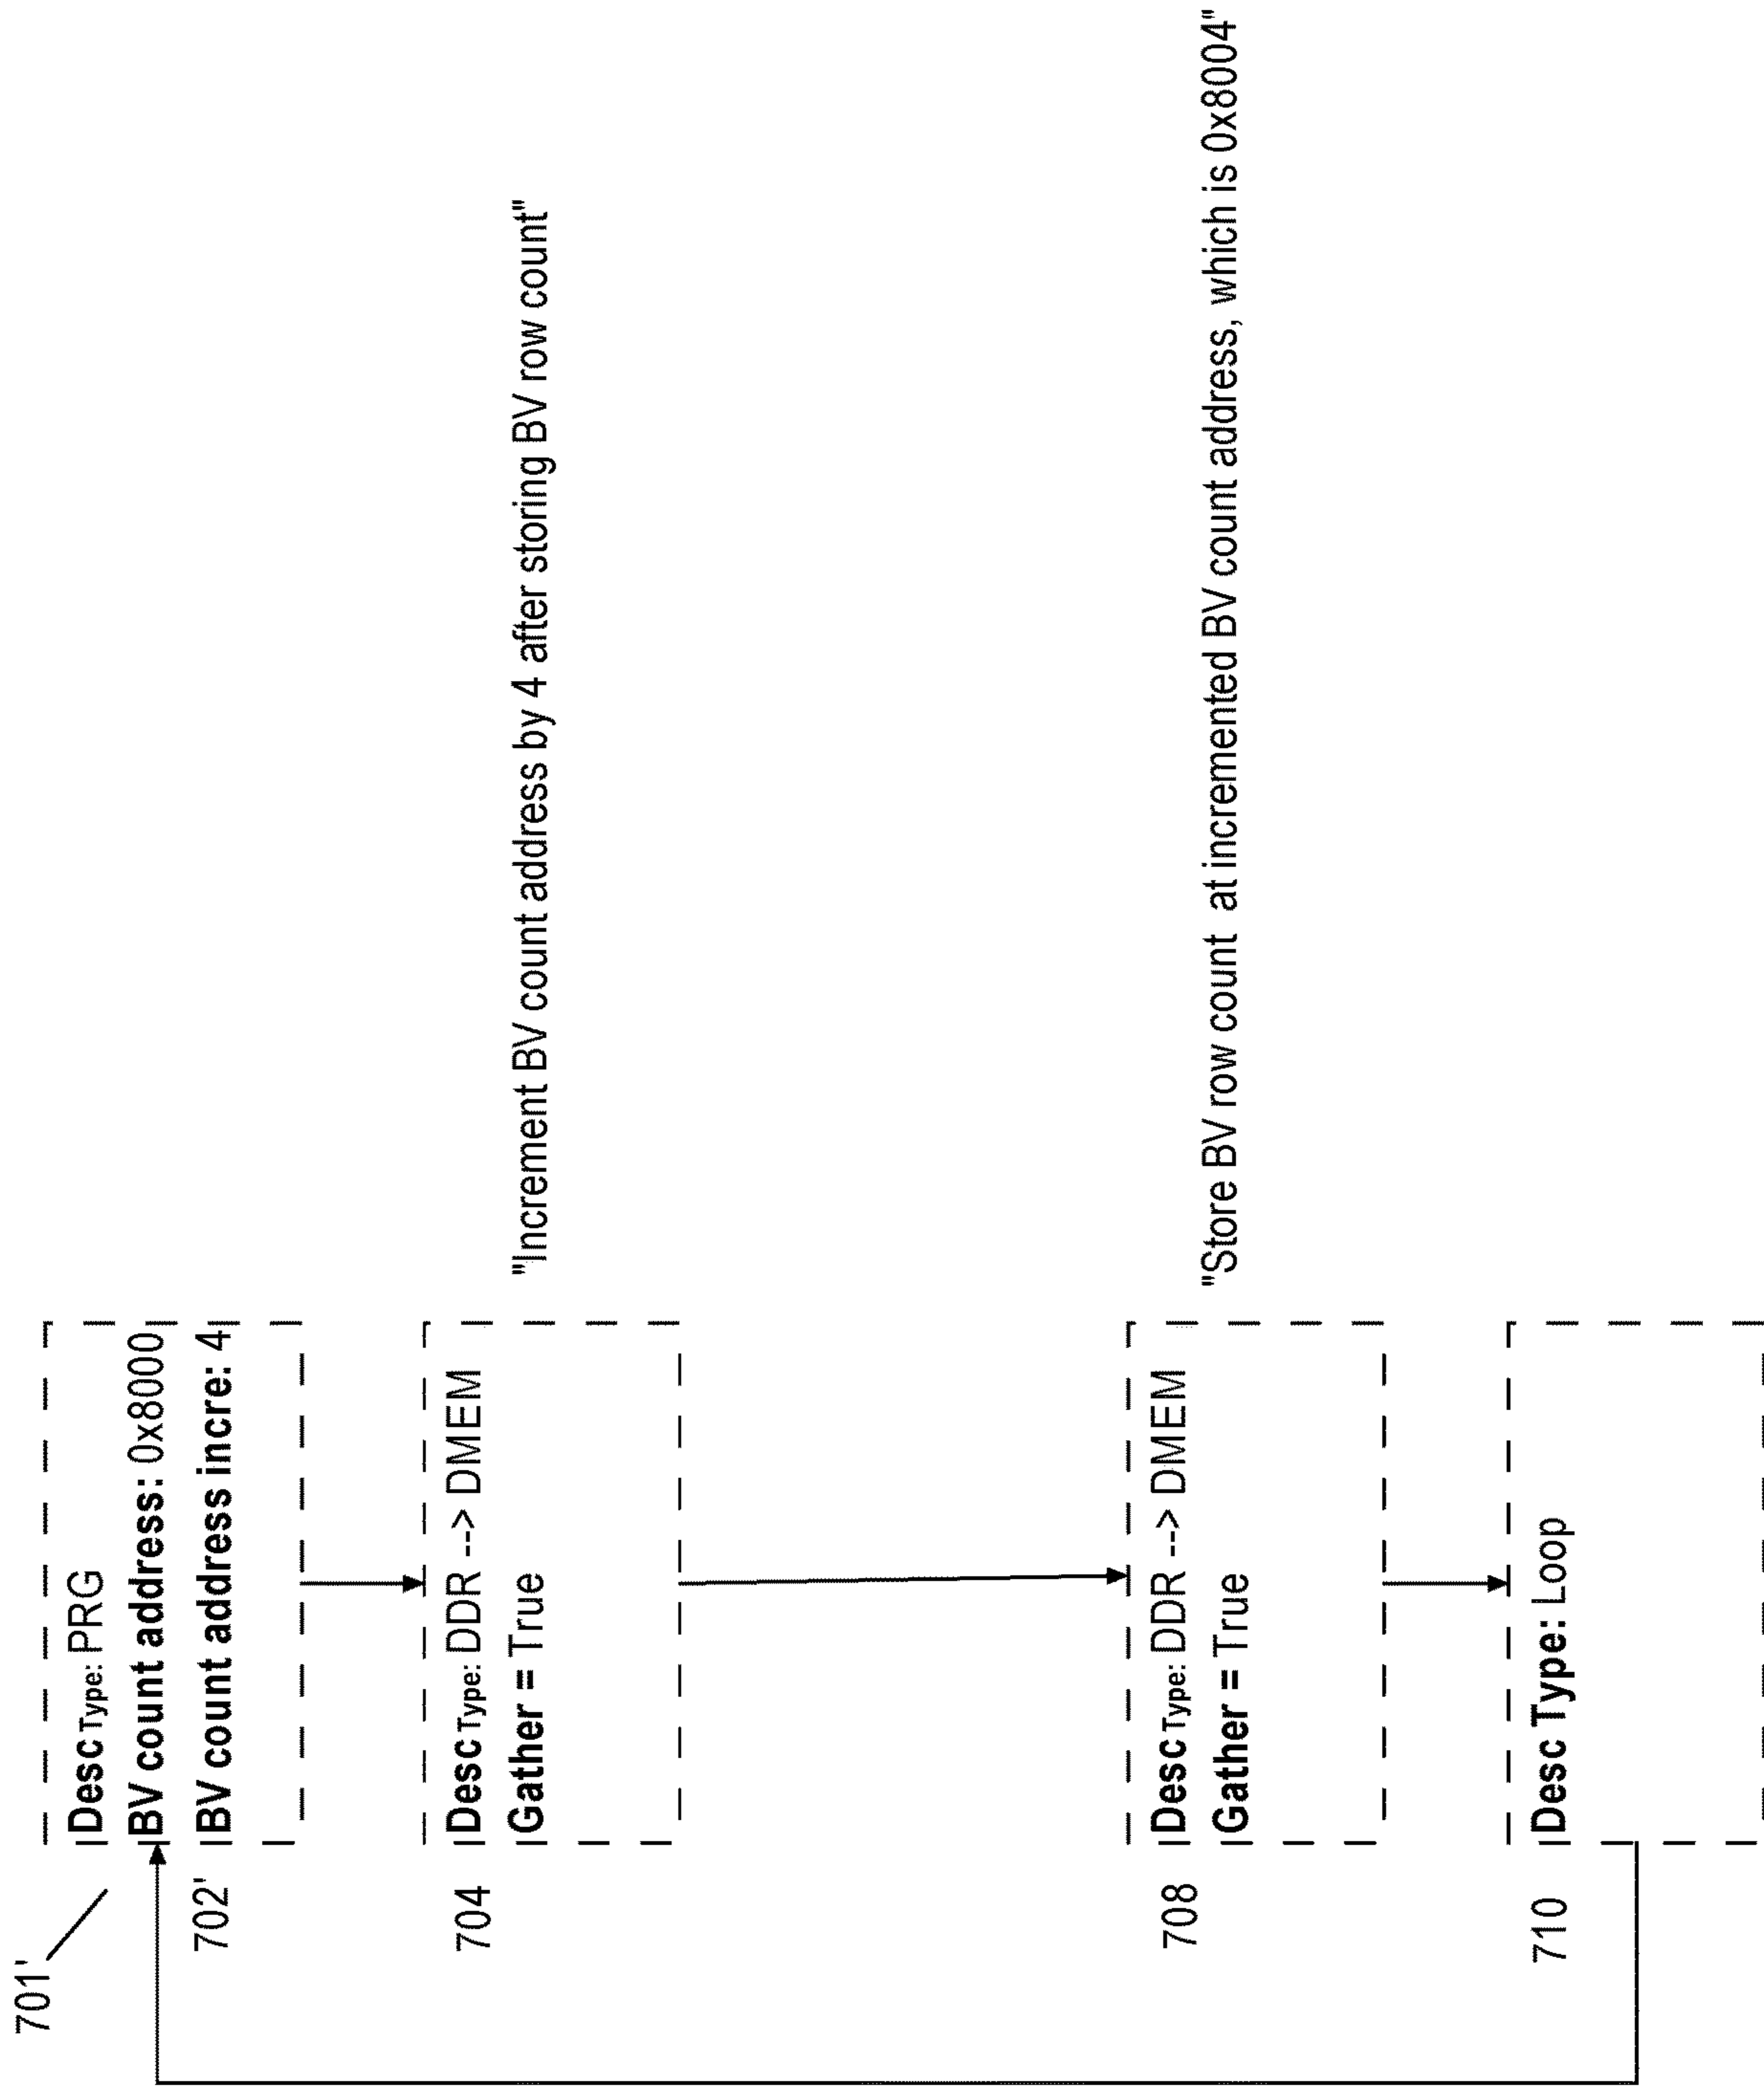 701'
Desc Type: PRG
BV count address: 0x8000
702'
BV count address incre: 4
704
Desc Type: DDR --> DMEM
Gather = True
"Increment BV count address by 4 after storing BV row count"
708
Desc Type: DDR --> DMEM
Gather = True
"Store BV row count at incremented BV count address, which is 0x8004"
710
Desc Type: Loop